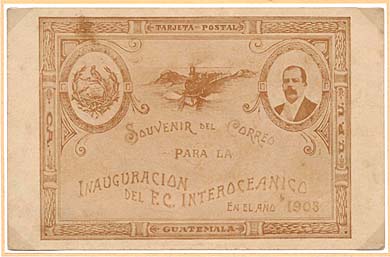 TARJETA POSTAL
SOUVENIR DEL CORREO
PARA LA
INAUGURACION
DEL F.C. INTEROCEANICO
EN EL AÑO 1908
U.P.U.
GUATEMALA